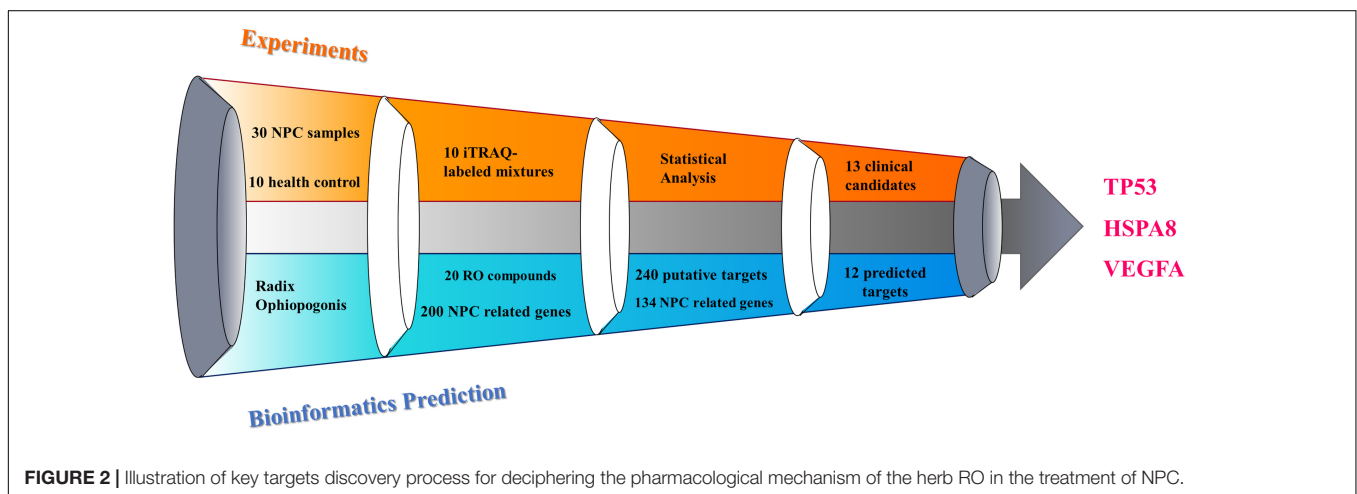 Experiments
30 NPC samples
10 health control
10 iTRAQ-
labeled mixtures
Statistical
Analysis
13 clinical
candidates
Radix
Ophiopogonis
20 RO compounds
200 NPC related genes
240 putative targets
134 NPC related genes
12 predicted
targets
Bioinformatics Prediction
TP53
HSPA8
VEGFA
FIGURE 2 | Illustration of key targets discovery process for deciphering the pharmacological mechanism of the herb RO in the treatment of NPC.